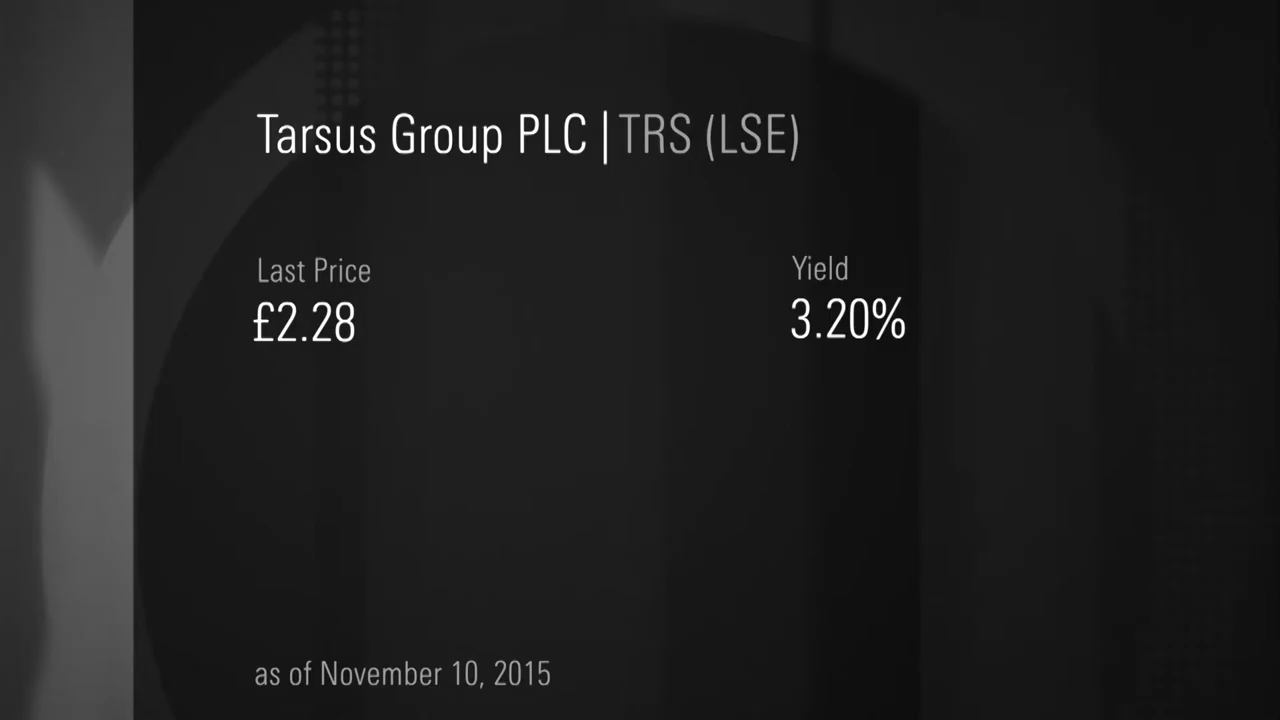 Tarsus Group PLC | TRS (LSE)
Last Price
£2.28
Yield
3.20%
as of November 10, 2015